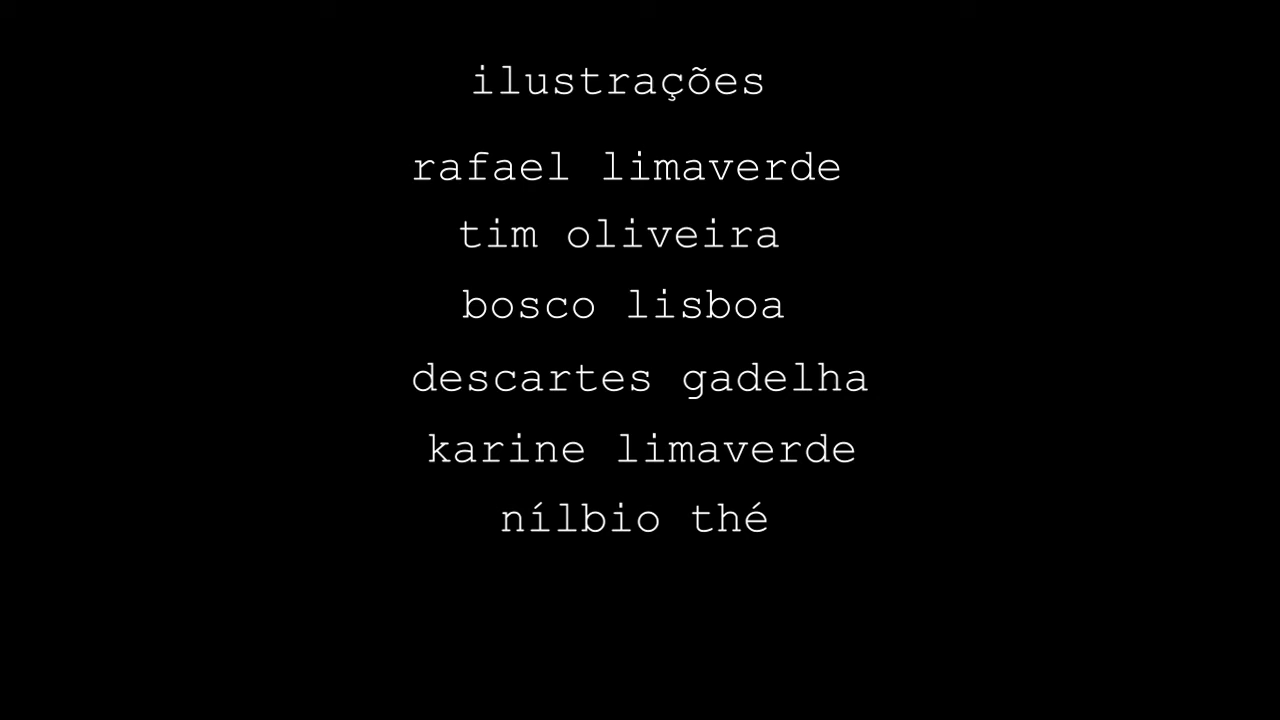 ilustrações
rafael limaverde
tim oliveira
bosco lisboa
descartes gadelha
karine limaverde
nílbio thé